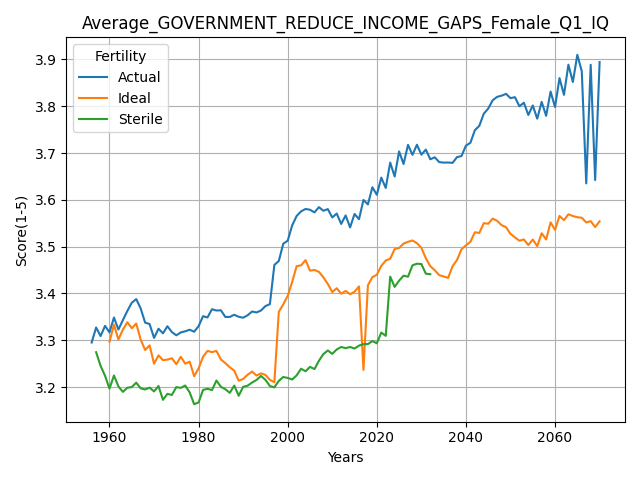 Average_GOVERNMENT_REDUCE_INCOME_GAPS_Female_Q1_IQ
Fertility
Actual
Ideal
Sterile
3.9
3.8
3.7
3.6
3.5
3.4
3.3
3.2
Score(1-5)
1960 1980 2000 2020 2040 2060
Years